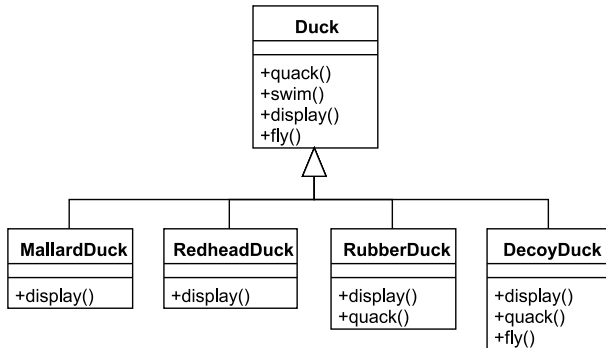 Duck
+quack()
+swim()
+display()
+fly()
MallardDuck
+display()
RedheadDuck
+display()
RubberDuck
+display()
+quack()
DecoyDuck
+display()
+quack()
+fly()